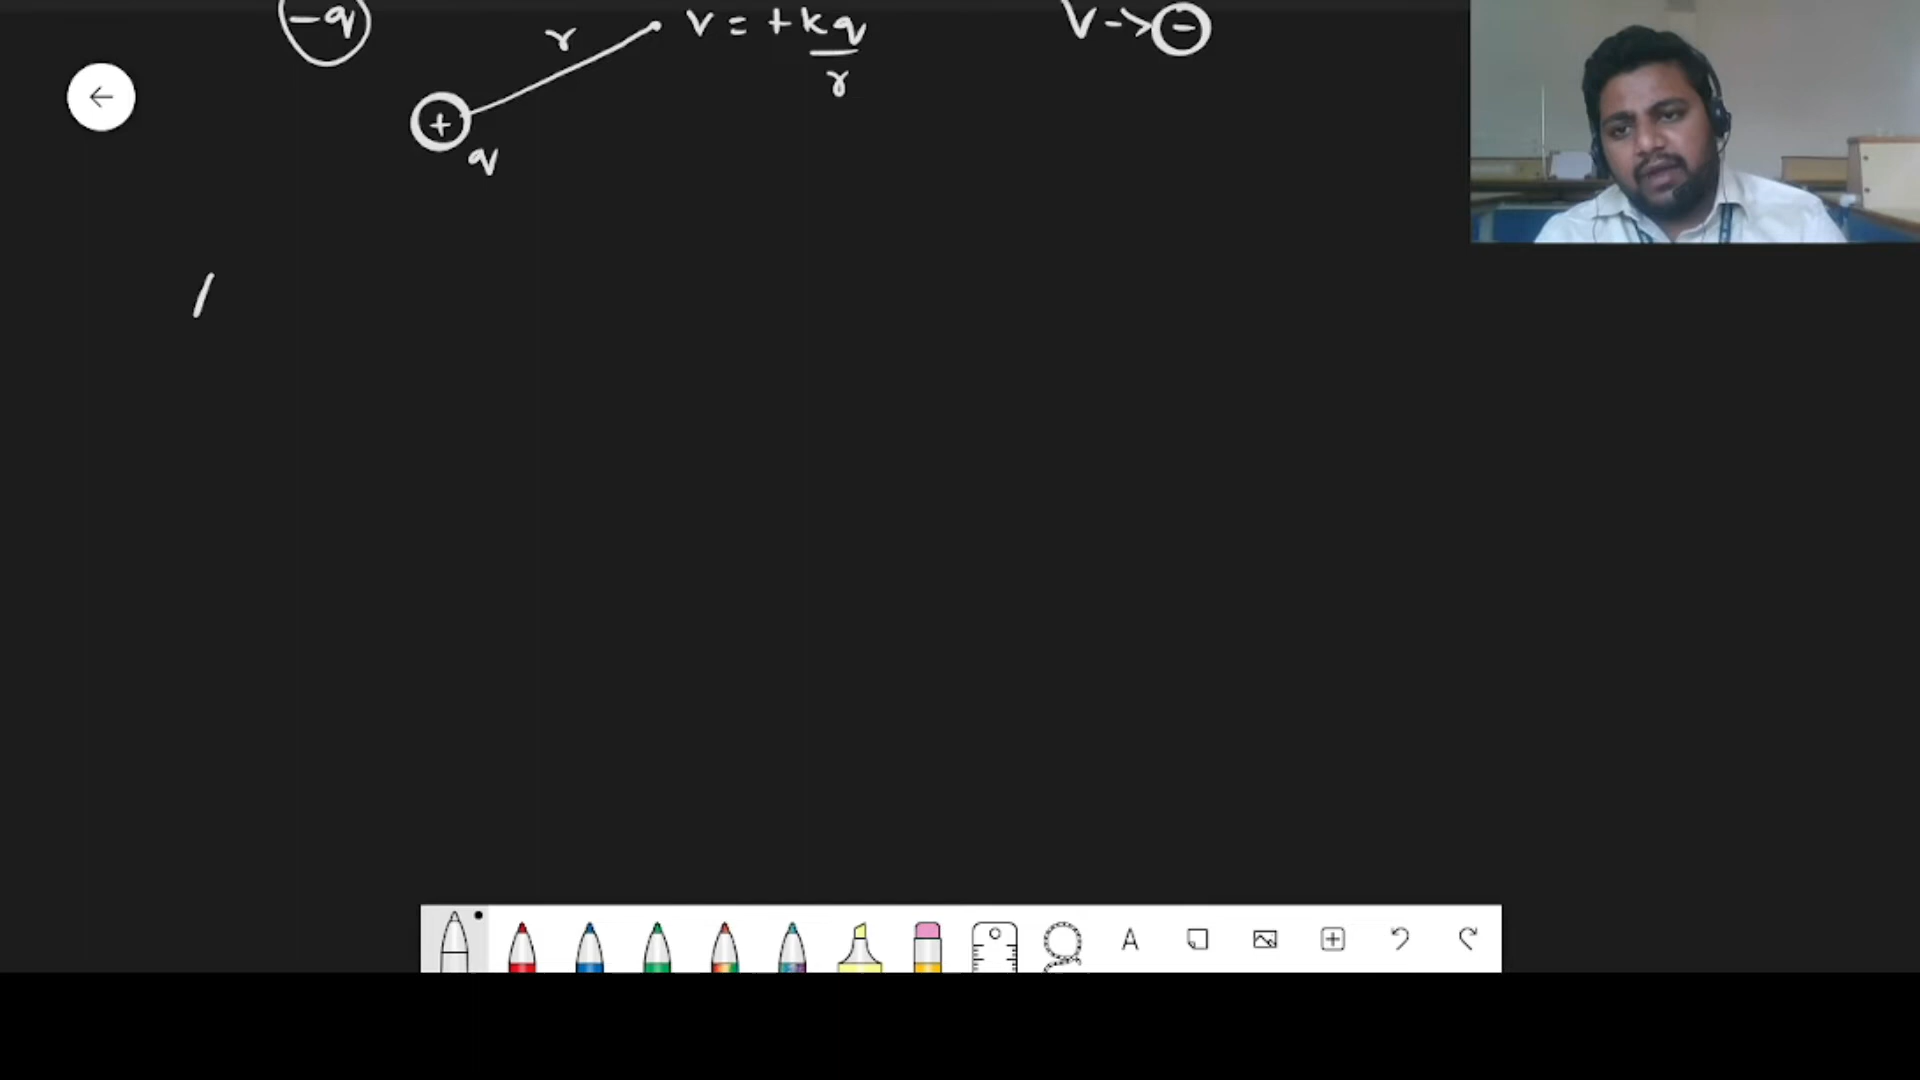 -q
r
v = + kq/r
V -> -
+
q
/
A